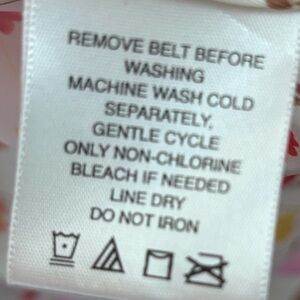 REMOVE BELT BEFORE
WASHING
MACHINE WASH COLD
SEPARATELY,
GENTLE CYCLE
ONLY NON-CHLORINE
BLEACH IF NEEDED
LINE DRY
DO NOT IRON